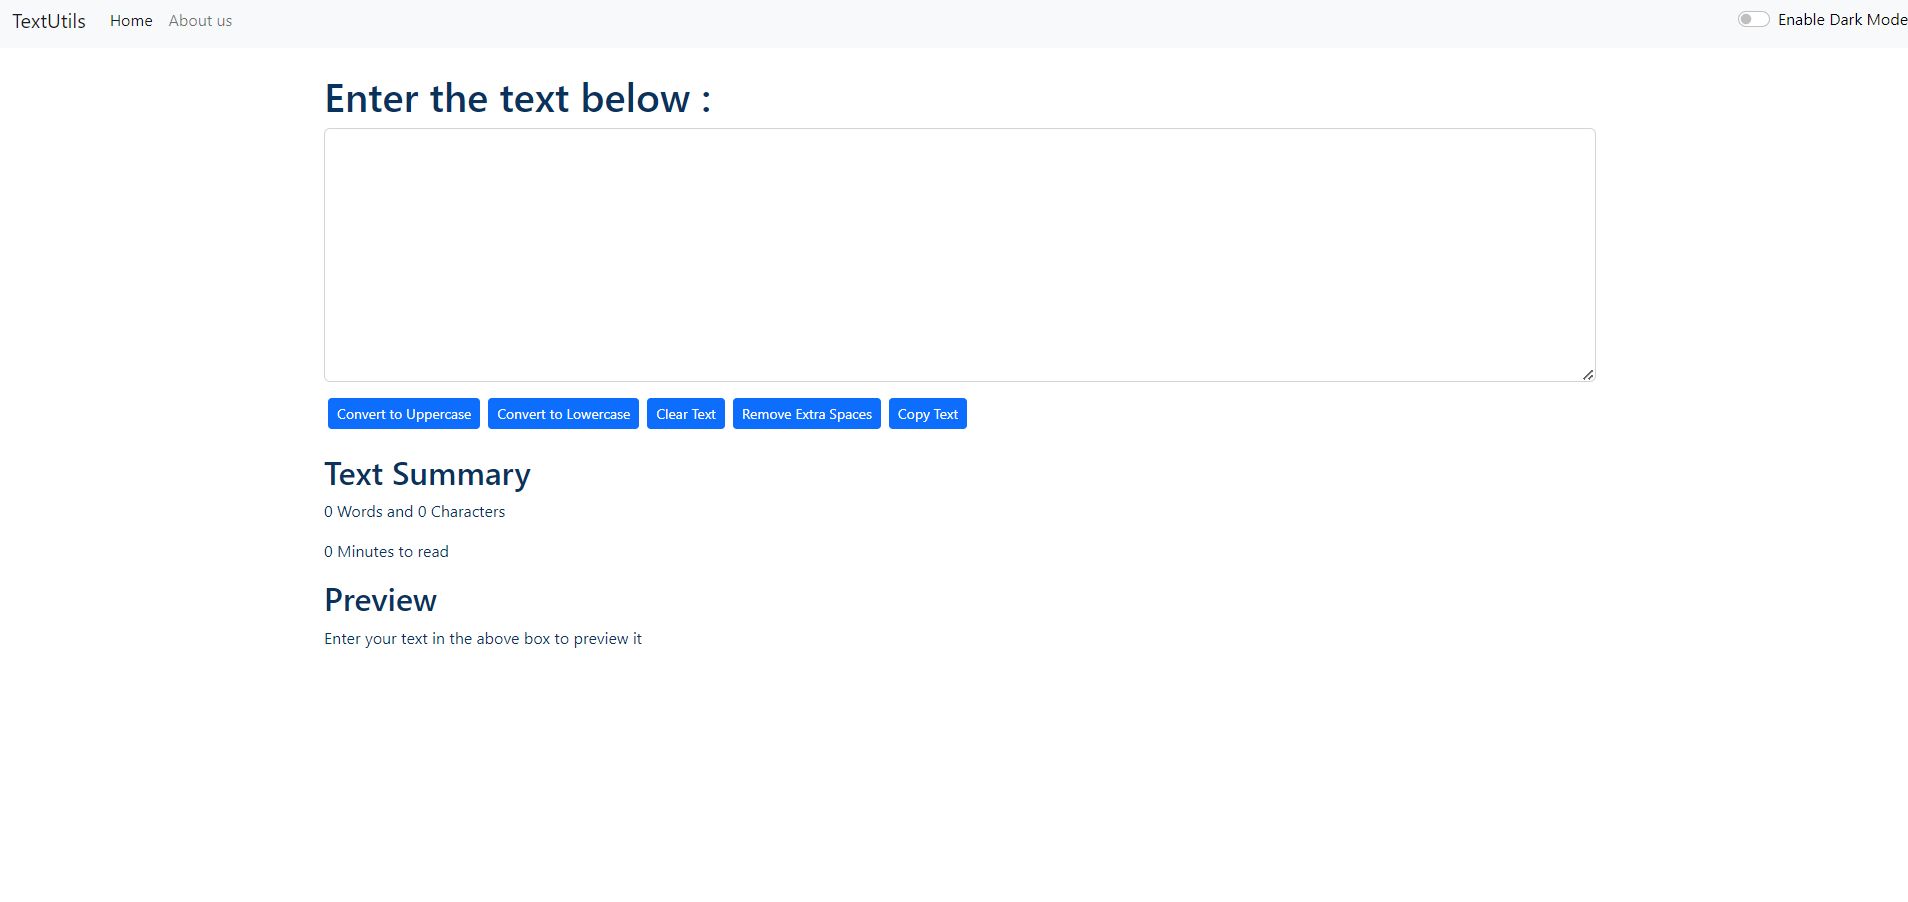 TextUtils Home About us Enable Dark Mode
Enter the text below :
Convert to Uppercase Convert to Lowercase Clear Text Remove Extra Spaces Copy Text
Text Summary
0 Words and 0 Characters
0 Minutes to read
Preview
Enter your text in the above box to preview it